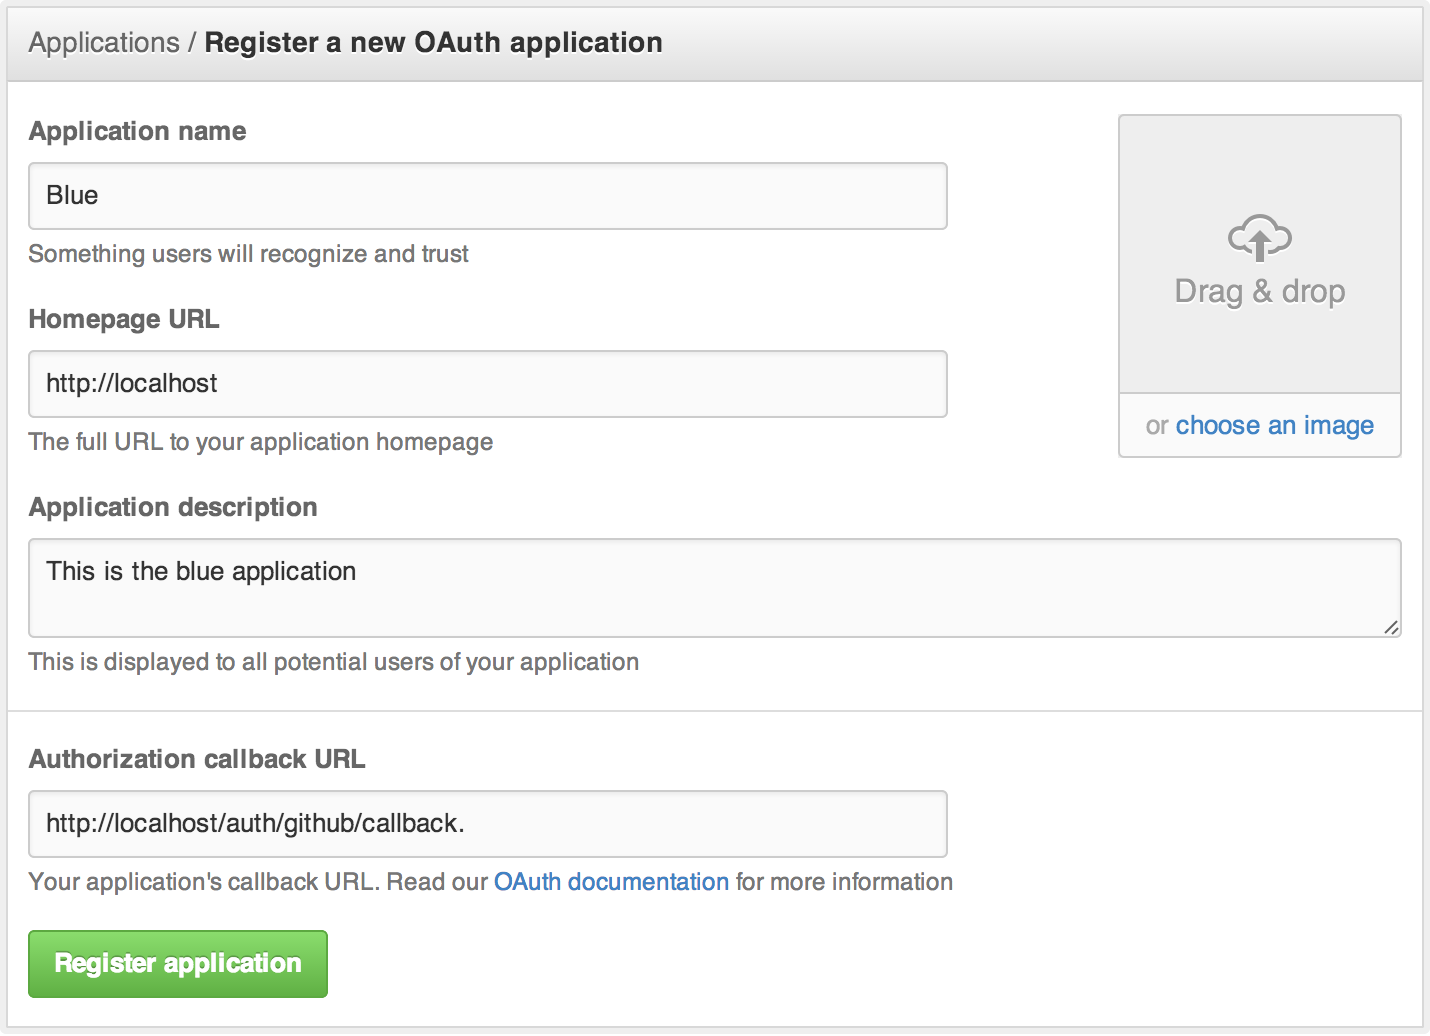 Applications / Register a new OAuth application
Application name
Blue
Something users will recognize and trust
Homepage URL
http://localhost
The full URL to your application homepage
Drag & drop
or choose an image
Application description
This is the blue application
This is displayed to all potential users of your application
Authorization callback URL
http://localhost/auth/github/callback.
Your application's callback URL. Read our OAuth documentation for more information
Register application